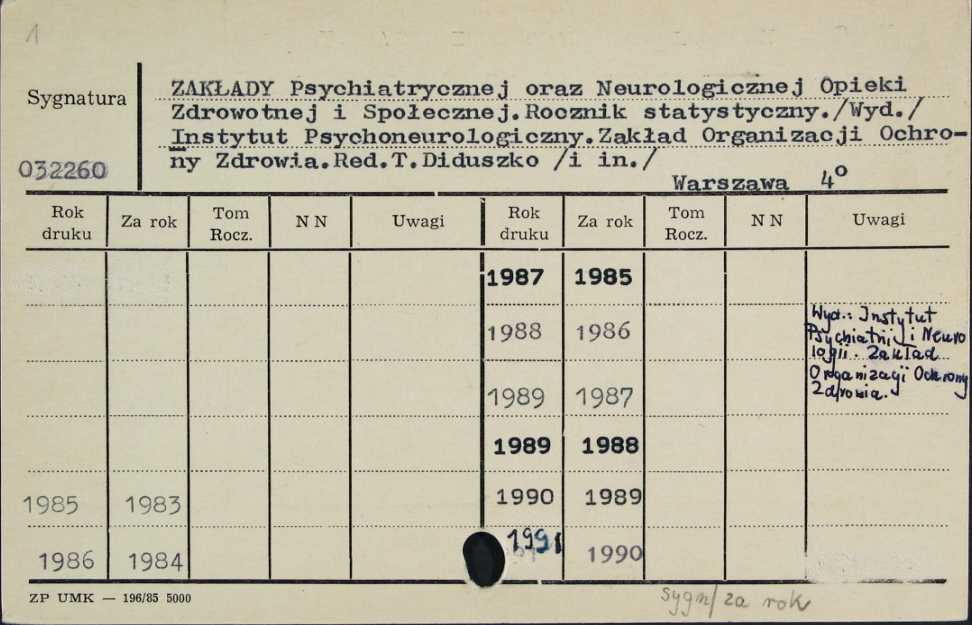 1
Sygnatura
032260
ZAKŁADY Psychiatrycznej oraz Neurologicznej Opieki
Zdrowotnej i Społecznej.Rocznik statystyczny./Wyd./
Instytut Psychoneurologiczny.Zakład Organizacji Ochro-
ny Zdrowia.Red.T.Diduszko /i in./
Warszawa 4º
Rok druku Za rok Tom Rocz. N N Uwagi Rok druku Za rok Tom Rocz. N N Uwagi
1987 1985
1988 1986
Wyd.: Instytut
Psychiatrii i Neuro
logii. Zakład
Organizacji Ochrony
Zdrowia.
1989 1987
1989 1988
1985 1983 1990 1989
1986 1984 1991 1990
ZP UMK — 196/85 5000
sygn/za rok